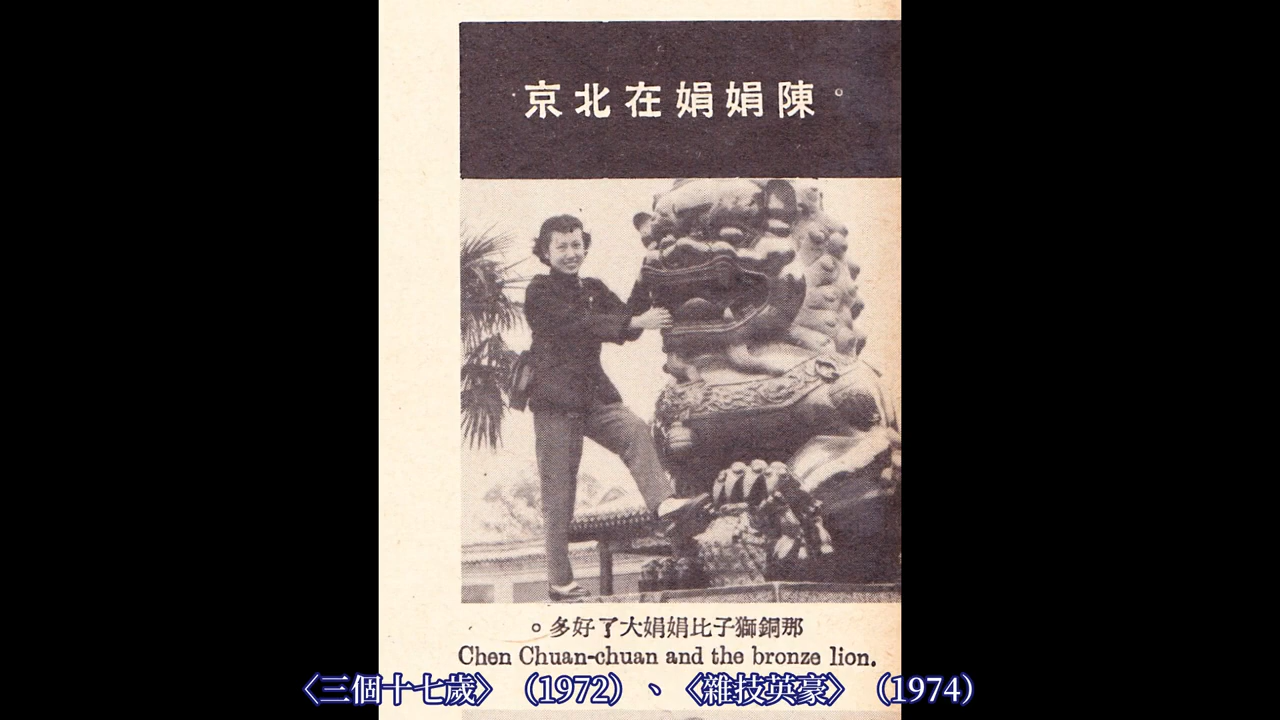 陳娟娟在北京
那銅獅子比娟娟大了好多。
Chen Chuan-chuan and the bronze lion.
〈三個十七歲〉（1972）、〈雜技英豪〉（1974）